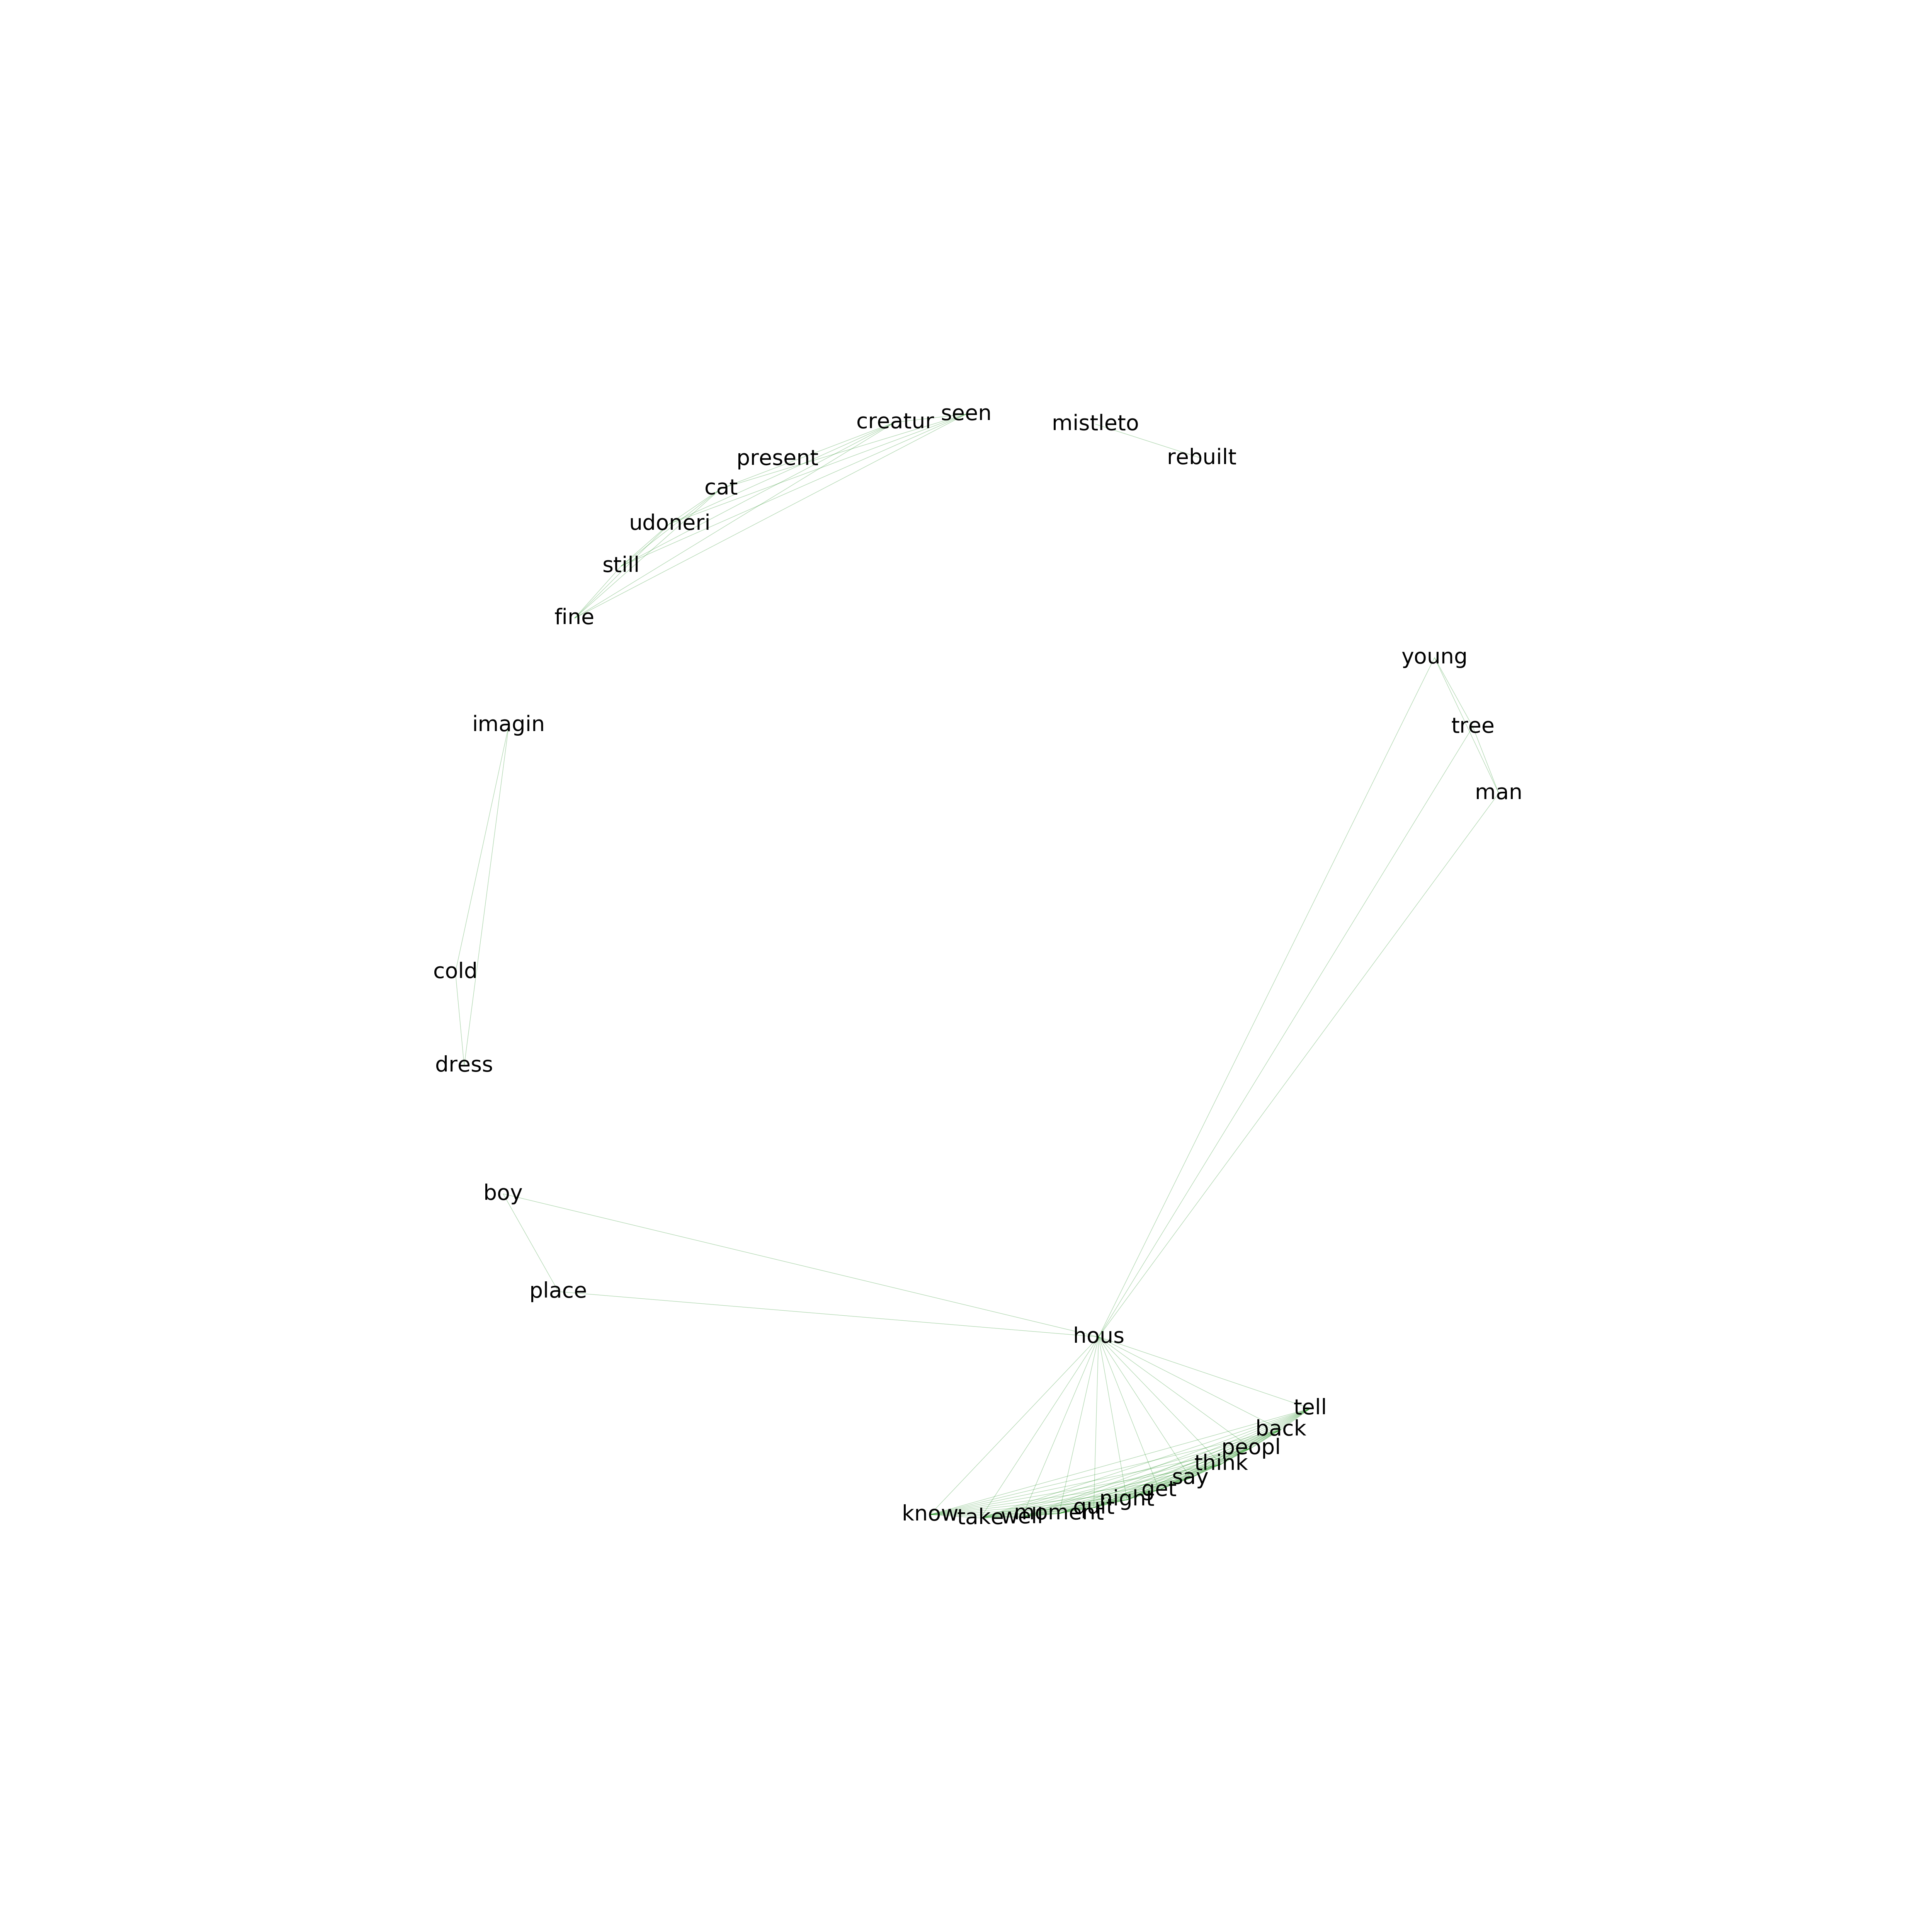 seen
creatur
mistleto
rebuilt
present
cat
udoneri
still
fine
young
imagin
tree
man
cold
dress
boy
place
hous
tell
back
peopl
think
say
get
night
quit
moment
well
take
know